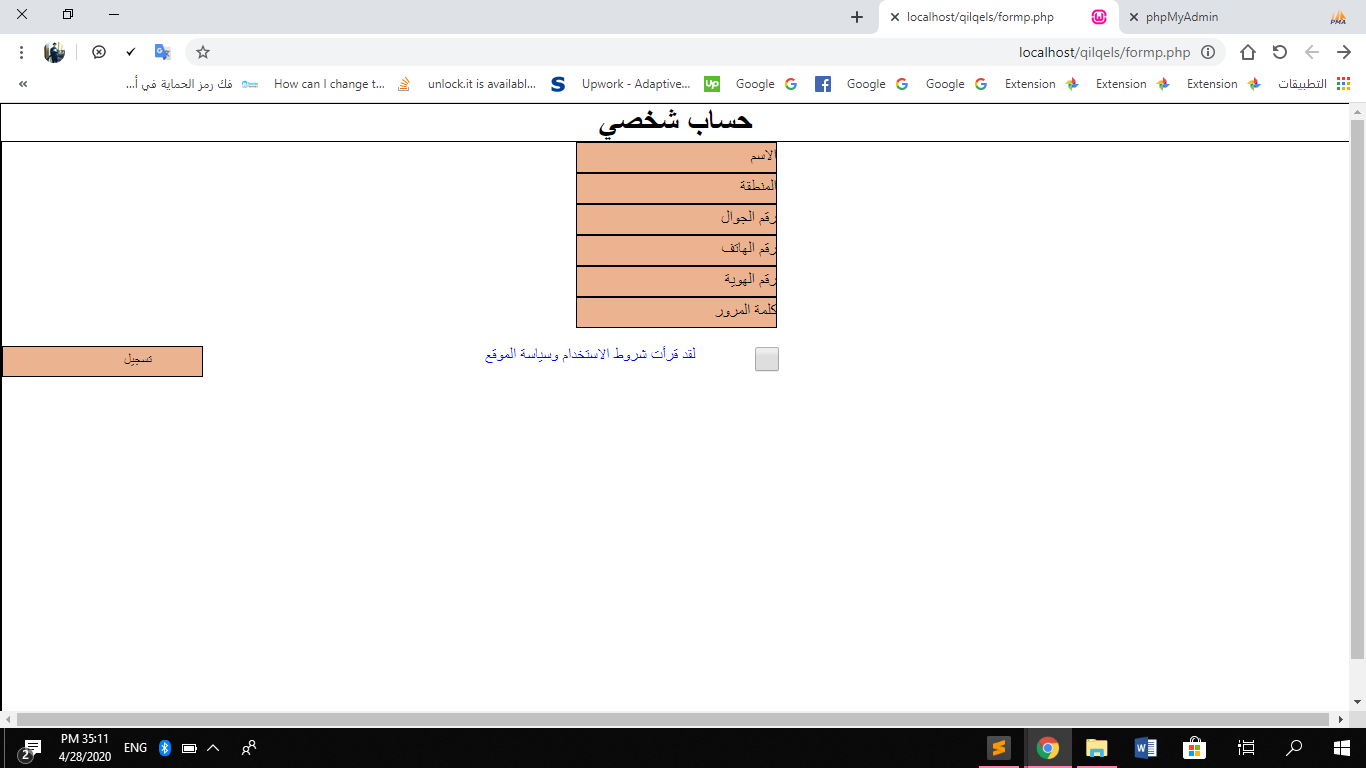 phpMyAdmin
localhost/qilqels/formp.php
localhost/qilqels/formp.php
التطبيقات
Extension
Extension
Extension
Google
Google
Google
Upwork - Adaptive...
unlock.it is availabl...
How can I change t...
فك رمز الحماية في أ...
حساب شخصي
الاسم
المنطقة
رقم الجوال
رقم الهاتف
رقم الهوية
كلمة المرور
لقد قرأت شروط الاستخدام وسياسة الموقع
تسجيل
ENG
PM 35:11
4/28/2020
2